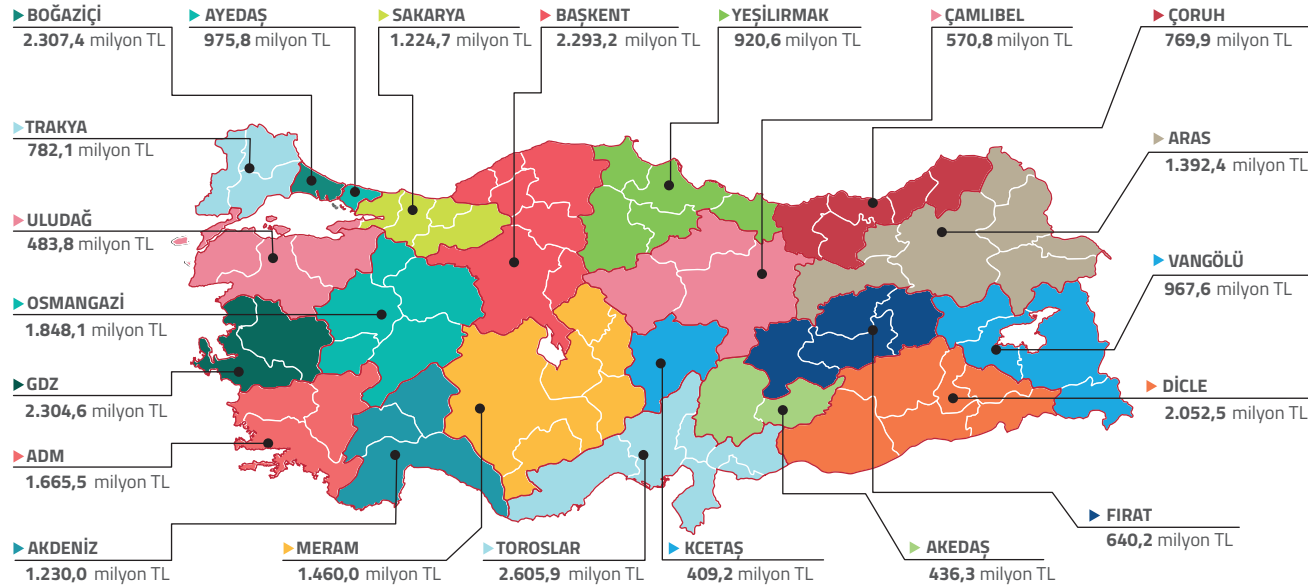 BOĞAZİÇİ
2.307,4 milyon TL
AYEDAŞ
975,8 milyon TL
SAKARYA
1.224,7 milyon TL
BAŞKENT
2.293,2 milyon TL
YEŞİLIRMAK
920,6 milyon TL
ÇAMLIBEL
570,8 milyon TL
ÇORUH
769,9 milyon TL
TRAKYA
782,1 milyon TL
ARAS
1.392,4 milyon TL
ULUDAĞ
483,8 milyon TL
VANGÖLÜ
967,6 milyon TL
OSMANGAZİ
1.848,1 milyon TL
GDZ
2.304,6 milyon TL
DİCLE
2.052,5 milyon TL
ADM
1.665,5 milyon TL
FIRAT
640,2 milyon TL
AKDENİZ
1.230,0 milyon TL
MERAM
1.460,0 milyon TL
TOROSLAR
2.605,9 milyon TL
KCETAŞ
409,2 milyon TL
AKEDAŞ
436,3 milyon TL